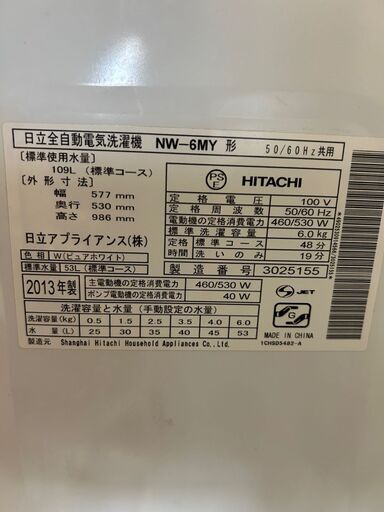 日立全自動電気洗濯機 NW-6MY 形 50/60Hz共用
[標準使用水量]
109L (標準コース)
[外形寸法]
幅 577 mm
奥行 530 mm
高さ 986 mm
日立アプライアンス(株)
PS E HITACHI
定格電圧 100 V
定格周波数 50/60 Hz
電動機の定格消費電力 460/530 W
標準洗濯容量 6.0 kg
定格 標準コース 48分
時間 洗いのみ 19分
製造番号 3025155
色相 W(ピュアホワイト)
標準水量 53L (標準コース)
2013年製
主電動機の定格消費電力 460/530 W
ポンプ電動機の定格消費電力 40 W
洗濯容量と水量 (手動設定の水量)
洗濯容量(kg) 0.5 1.5 2.5 3.5 4.0 6.0
水量(L) 25 30 35 40 45 53
製造元 Shanghai Hitachi Household Appliances Co.,Ltd.
JET
MADE IN CHINA
1CHSD5482-A